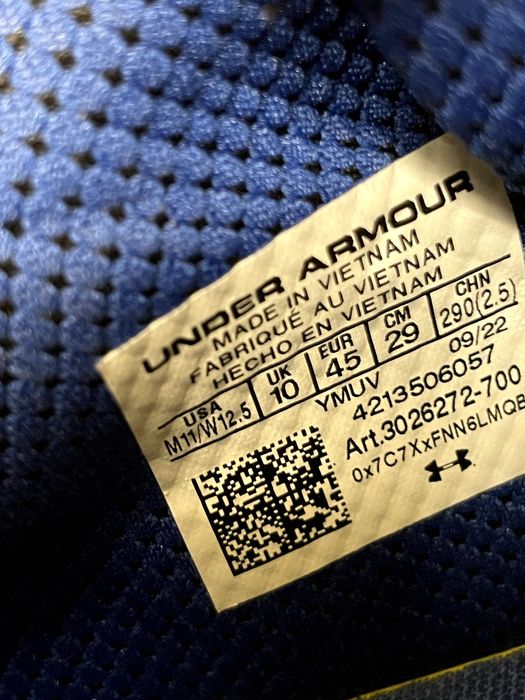 UNDER ARMOUR
MADE IN VIETNAM
FABRIQUÉ AU VIETNAM
HECHO EN VIETNAM
USA UK EUR CM CHN
M11/W12.5 10 45 29 290(2.5)
YMUV 09/22
4213506057
Art.3026272-700
0x7C7XxFNN6LMQB